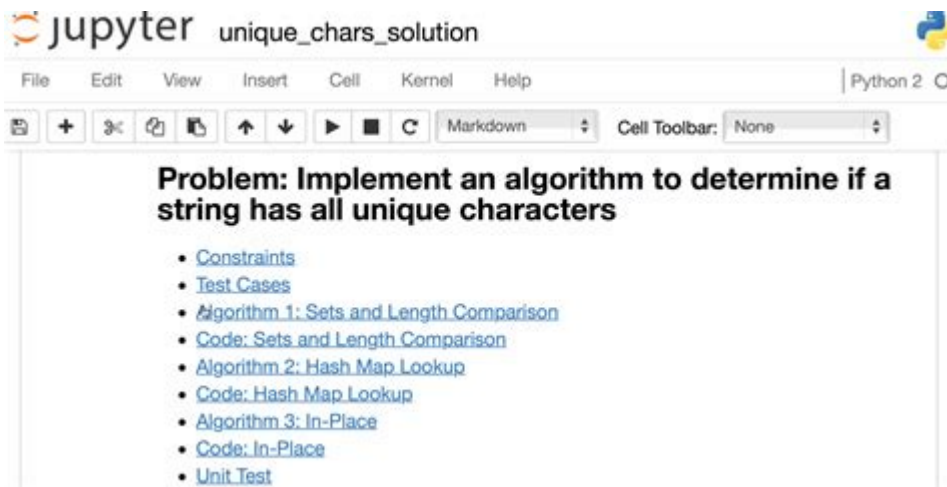 jupyter unique_chars_solution
File Edit View Insert Cell Kernel Help Python 2
Markdown Cell Toolbar: None
Problem: Implement an algorithm to determine if a
string has all unique characters
Constraints
Test Cases
Algorithm 1: Sets and Length Comparison
Code: Sets and Length Comparison
Algorithm 2: Hash Map Lookup
Code: Hash Map Lookup
Algorithm 3: In-Place
Code: In-Place
Unit Test